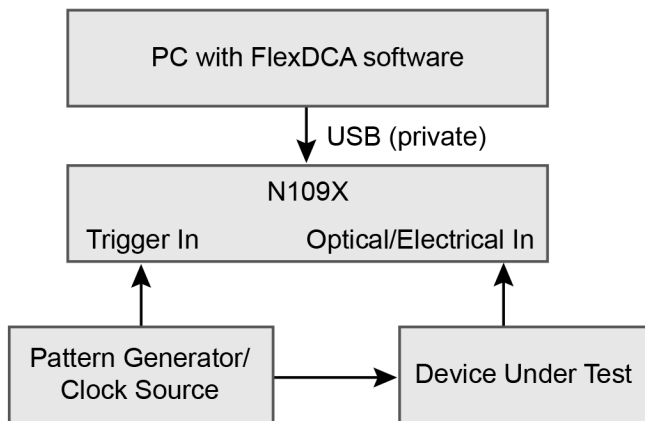 PC with FlexDCA software
USB (private)
N109X
Trigger In
Optical/Electrical In
Pattern Generator/
Clock Source
Device Under Test